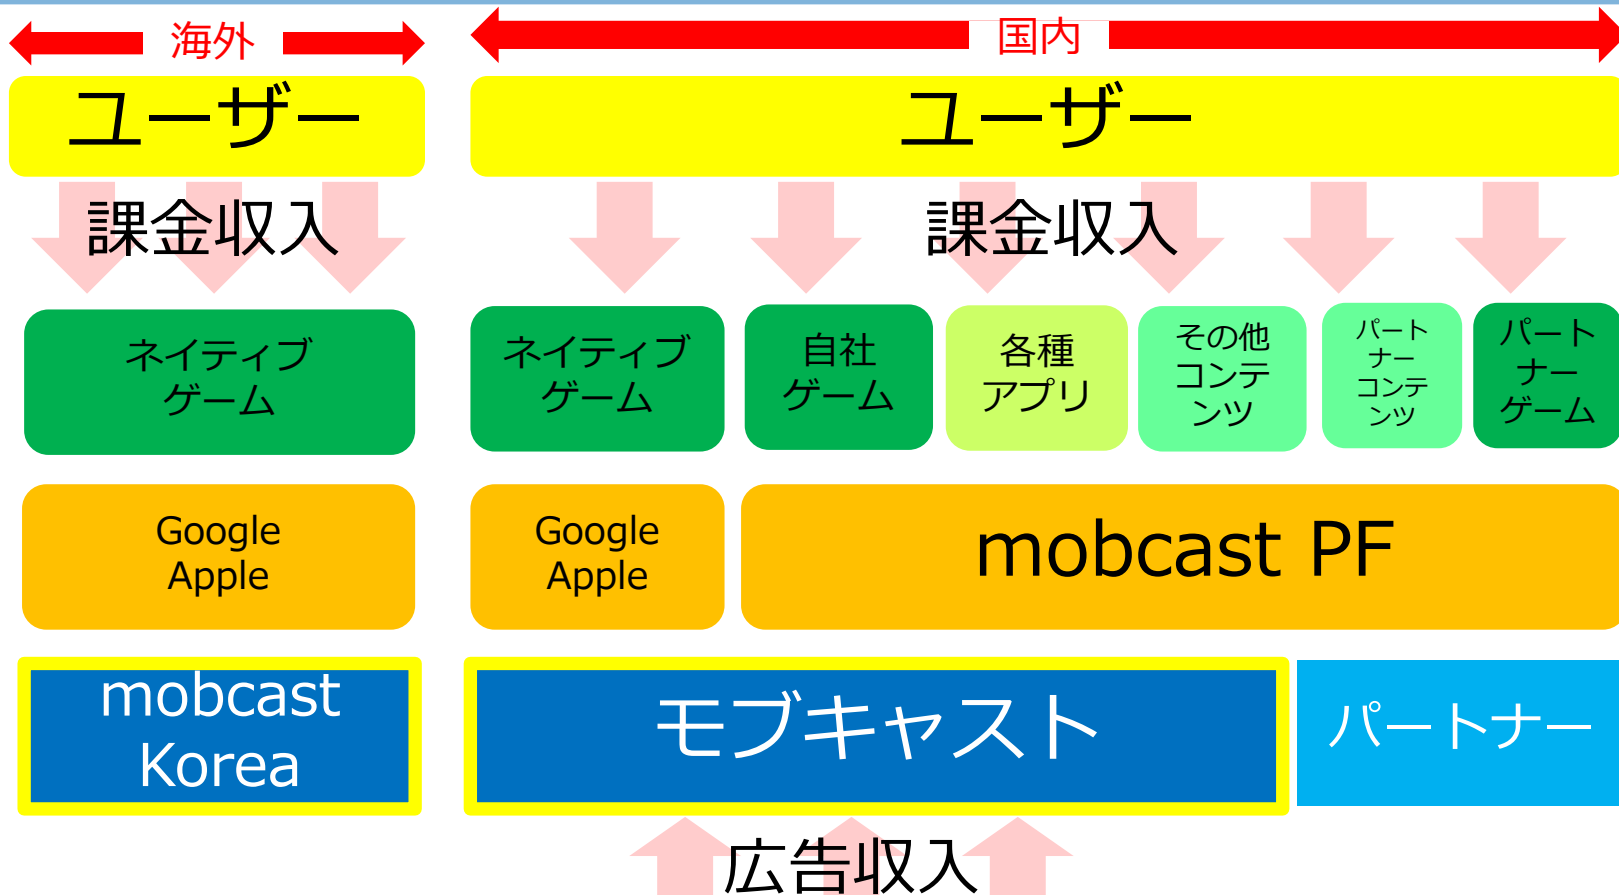 海外
国内
ユーザー
ユーザー
課金収入
課金収入
ネイティブ
ゲーム
ネイティブ
ゲーム
自社
ゲーム
各種
アプリ
その他
コンテ
ンツ
パート
ナー
コンテ
ンツ
パート
ナー
ゲーム
Google
Apple
Google
Apple
mobcast PF
mobcast
Korea
モブキャスト
パートナー
広告収入